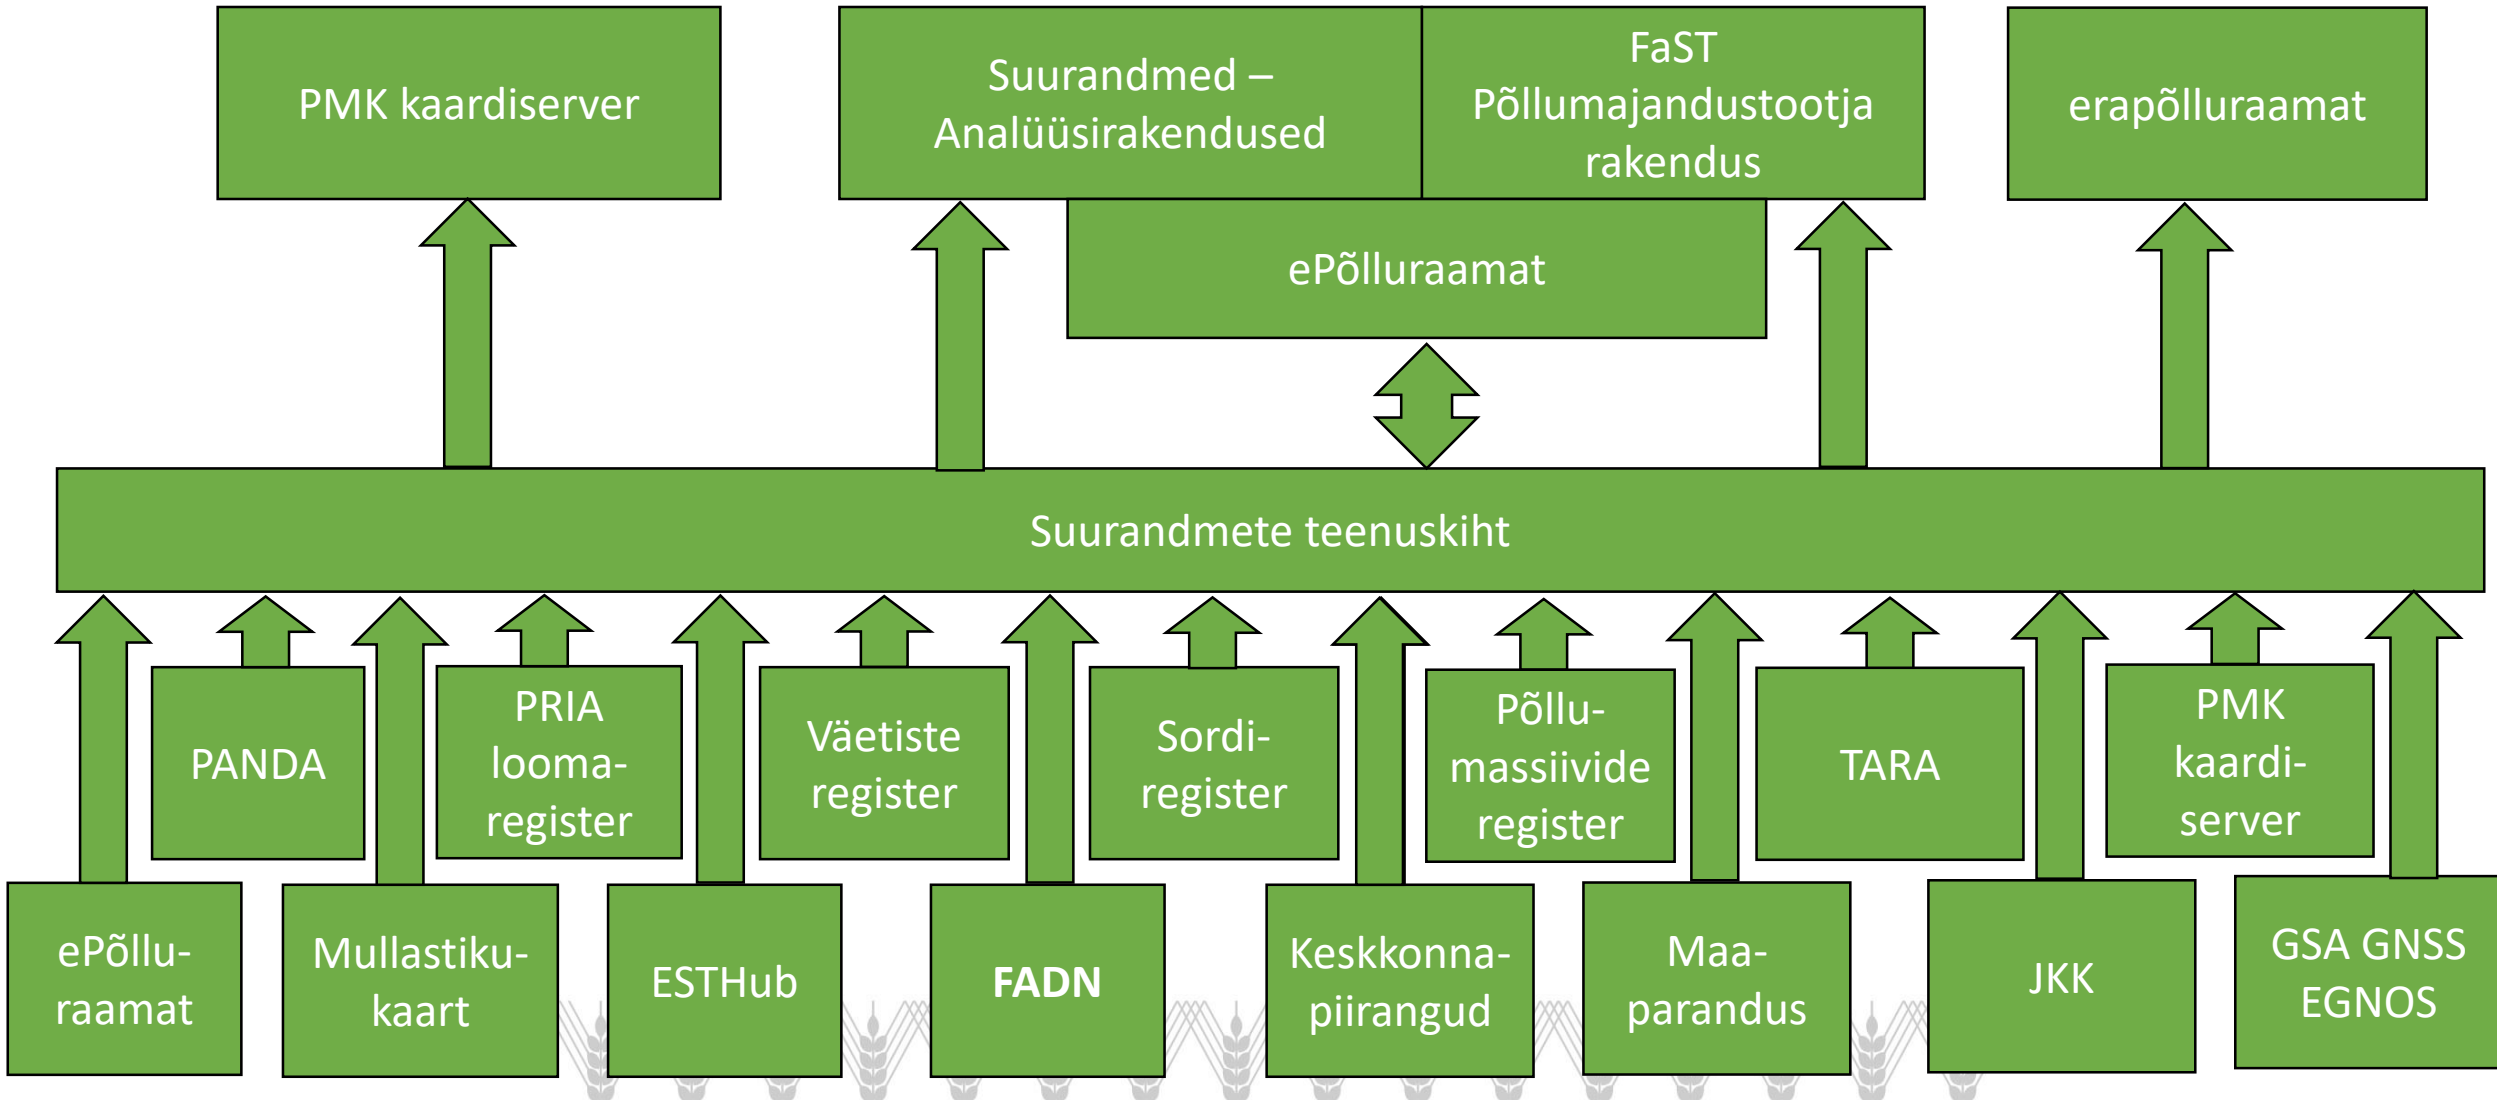 PMK kaardiserver
Suurandmed –
Analüüsirakendused
FaST
Põllumajandustootja
rakendus
erapõlluraamat
ePõlluraamat
Suurandmete teenuskiht
PANDA
PRIA
looma-
register
Väetiste
register
Sordi-
register
Põllu-
massiivide
register
TARA
PMK
kaardi-
server
ePõllu-
raamat
Mullastiku-
kaart
ESTHub
FADN
Keskkonna-
piirangud
Maa-
parandus
JKK
GSA GNSS
EGNOS